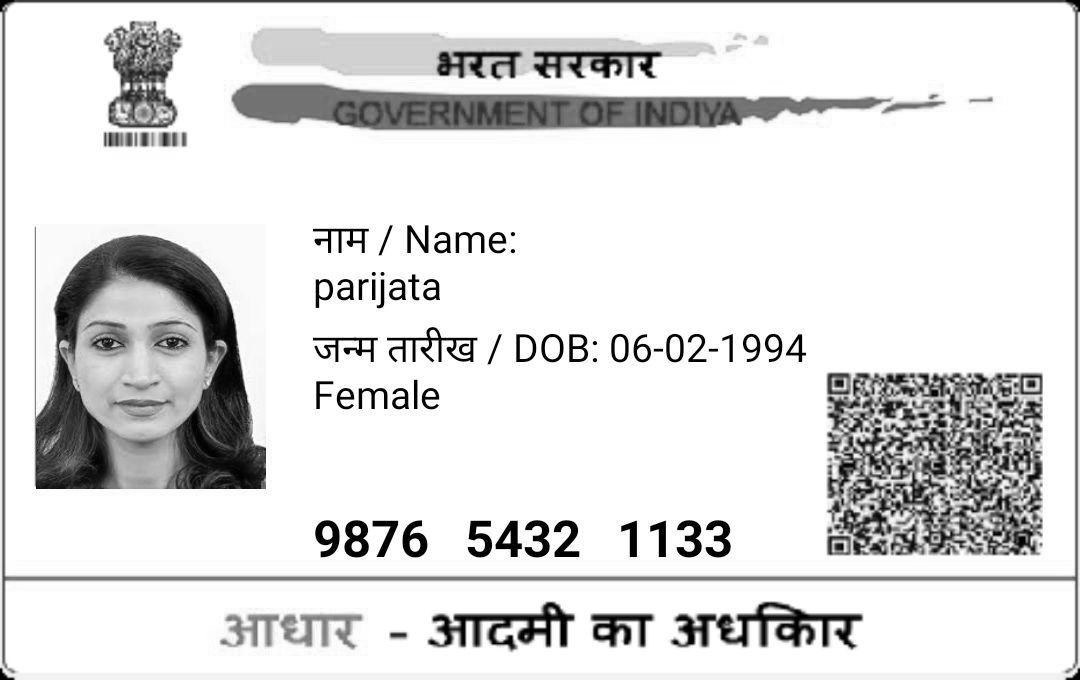 भरत सरकार
GOVERNMENT OF INDIYA
नाम / Name:
parijata
जन्म तारीख / DOB: 06-02-1994
Female
9876 5432 1133
आधार - आदमी का अधकिार